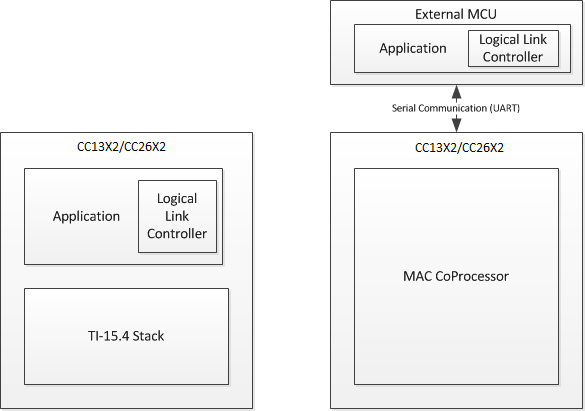 External MCU
Application
Logical Link
Controller
Serial Communication (UART)
CC13X2/CC26X2
Application
Logical
Link
Controller
TI-15.4 Stack
CC13X2/CC26X2
MAC CoProcessor